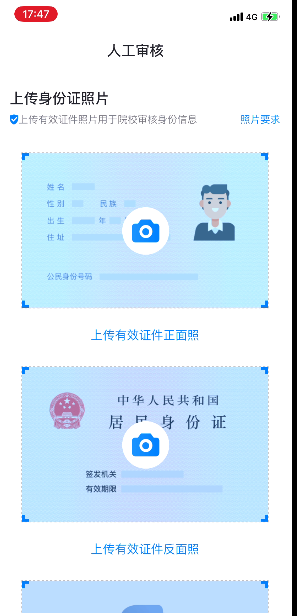 17:47
4G
人工审核
上传身份证照片
上传有效证件照片用于院校审核身份信息 照片要求
姓 名
性 别 民 族
出 生 年 月
住 址
公民身份号码
上传有效证件正面照
中华人民共和国
居 民 身 份 证
签发机关
有效期限
上传有效证件反面照